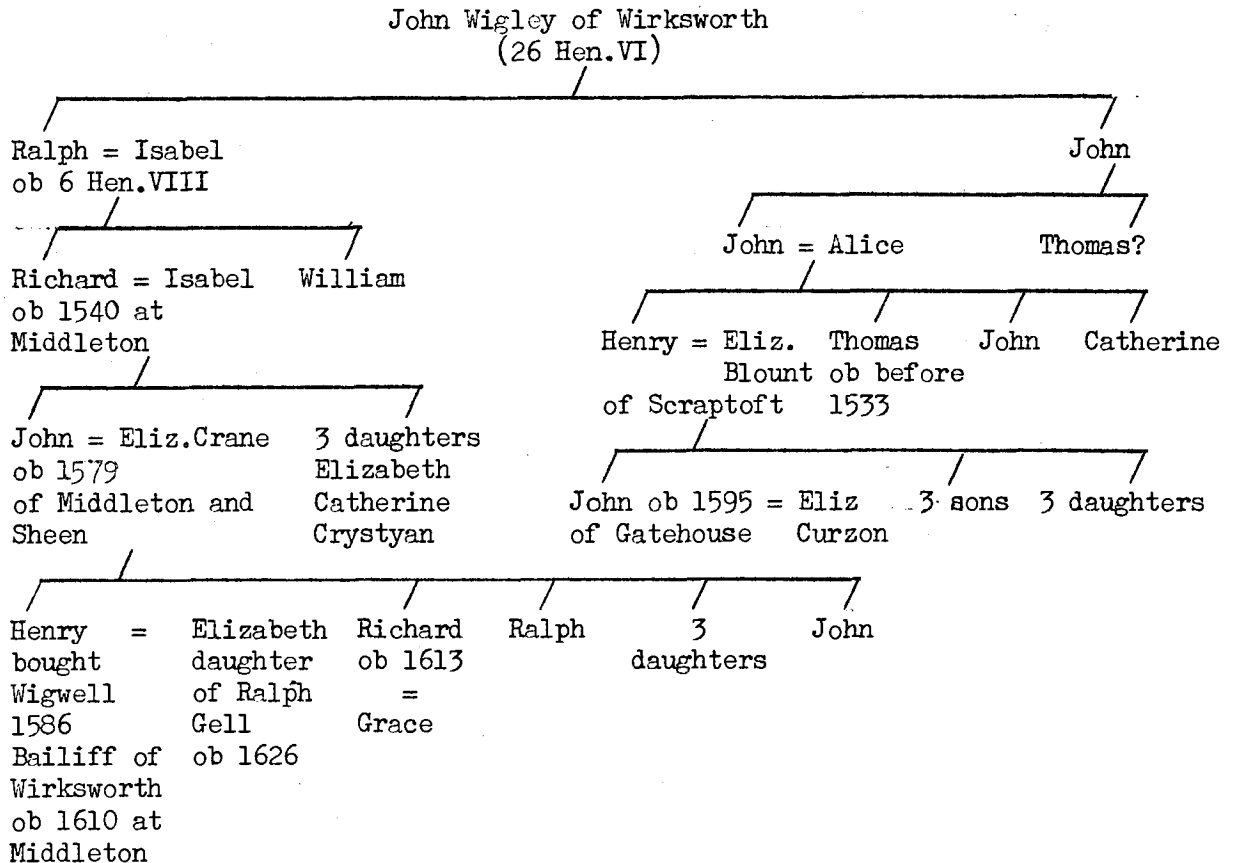 John Wigley of Wirksworth
(26 Hen.VI)
Ralph = Isabel
ob 6 Hen.VIII
John
Richard = Isabel
ob 1540 at
Middleton
William
John = Alice
Thomas?
Henry = Eliz.
Blount
of Scraptoft
Thomas
ob before
1533
John
Catherine
John = Eliz.Crane
ob 1579
of Middleton and
Sheen
3 daughters
Elizabeth
Catherine
Crystyan
John ob 1595 = Eliz
of Gatehouse Curzon
3 sons
3 daughters
Henry =
bought
Wigwell
1586
Bailiff of
Wirksworth
ob 1610 at
Middleton
Elizabeth
daughter
of Ralph
Gell
ob 1626
Richard
ob 1613
=
Grace
Ralph
3
daughters
John